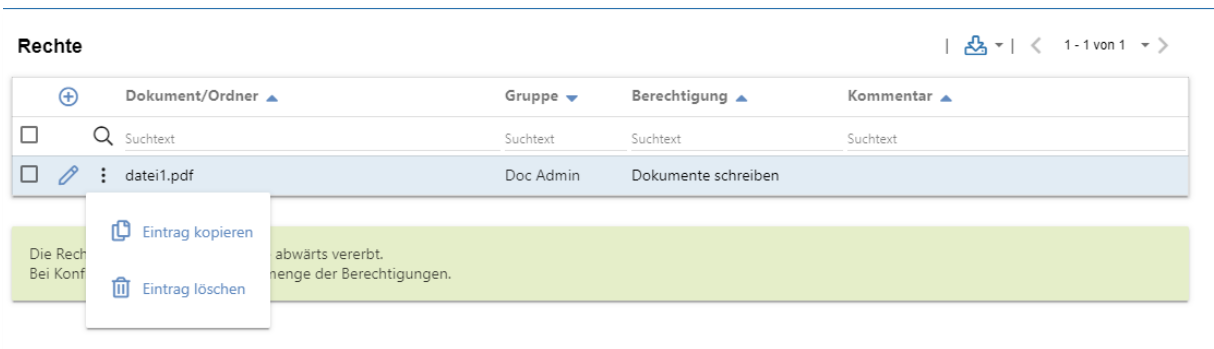 Rechte
1 - 1 von 1
Dokument/Ordner Gruppe Berechtigung Kommentar
Suchtext Suchtext Suchtext Suchtext
datei1.pdf Doc Admin Dokumente schreiben
Eintrag kopieren
Die Rech abwärts vererbt.
Bei Konf menge der Berechtigungen.
Eintrag löschen